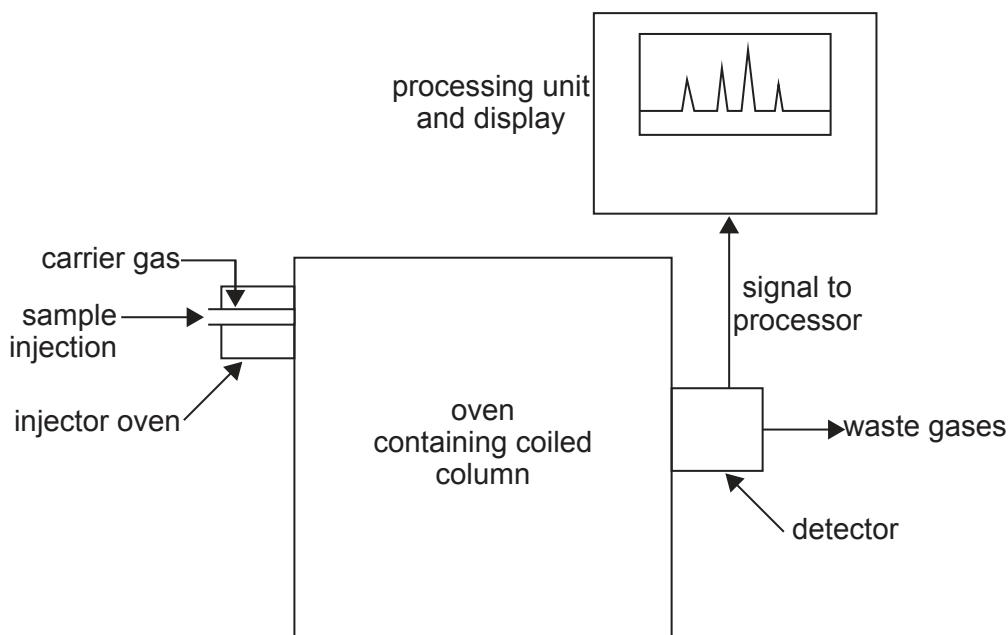 processing unit
and display
carrier gas
sample
injection
injector oven
signal to
processor
oven
containing coiled
column
waste gases
detector